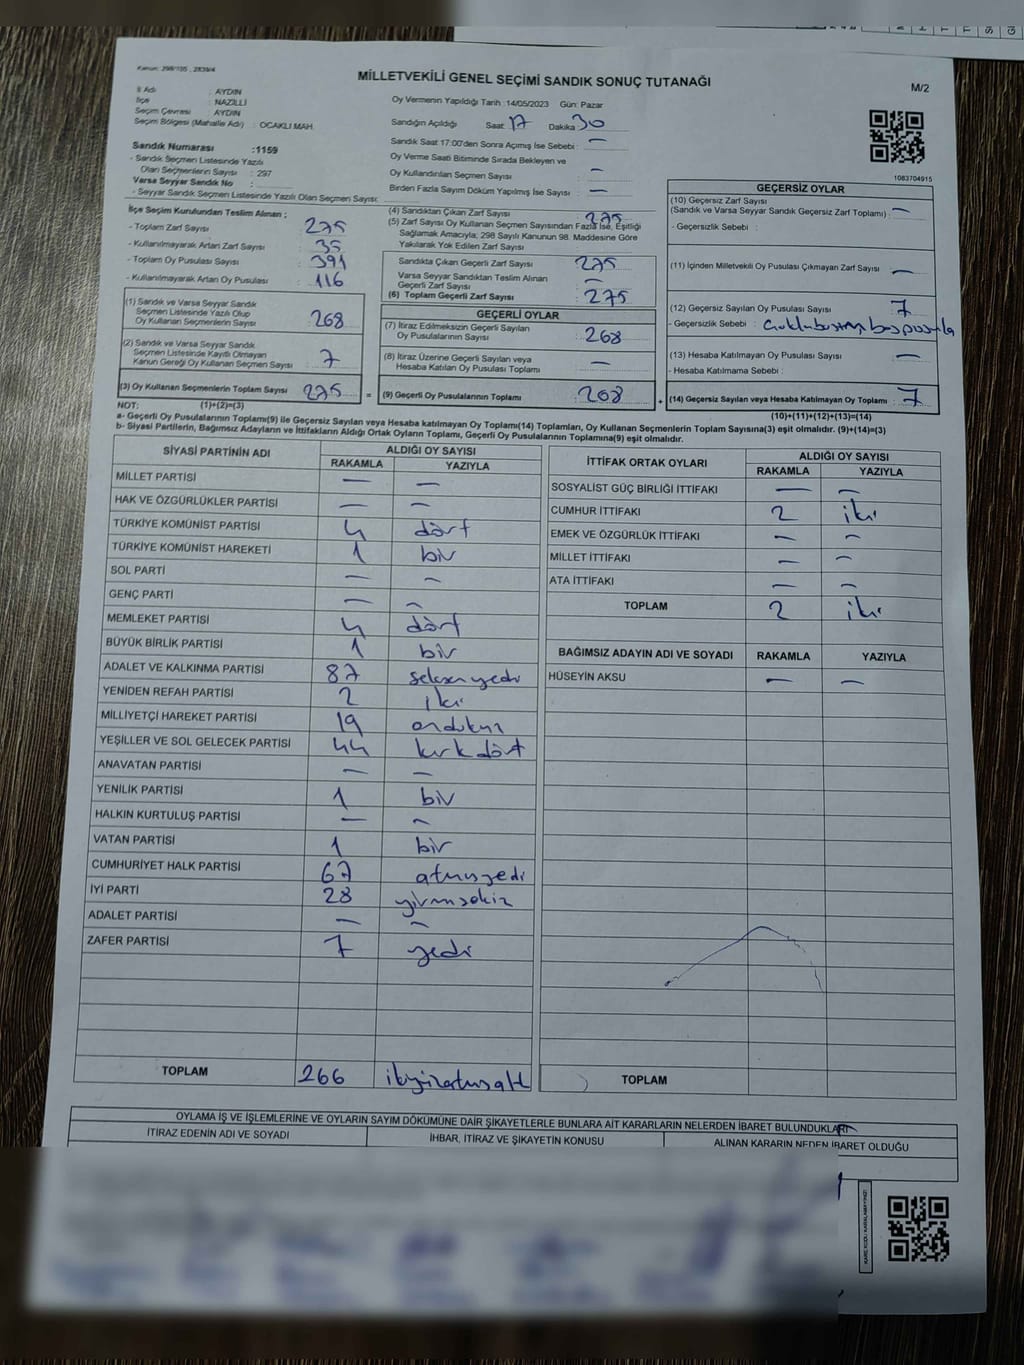 Kanun: 298/105 , 2839/4
MİLLETVEKİLİ GENEL SEÇİMİ SANDIK SONUÇ TUTANAĞI
M/2
İl Adı : AYDIN
İlçe : NAZİLLİ
Seçim Çevresi : AYDIN
Seçim Bölgesi (Mahalle Adı) : OCAKLI MAH.
Oy Vermenin Yapıldığı Tarih :14/05/2023 Gün: Pazar
Sandığın Açıldığı Saat 17 Dakika 30
Sandık Saat 17:00'den Sonra Açımış İse Sebebi : —
Oy Verme Saati Bitiminde Sırada Bekleyen ve
Oy Kullandırılan Seçmen Sayısı : —
Birden Fazla Sayım Döküm Yapılmış İse Sayısı : —
Sandık Numarası :1159
- Sandık Seçmen Listesinde Yazılı
Olan Seçmenlerin Sayısı : 297
Varsa Seyyar Sandık No :
- Seyyar Sandık Seçmen Listesinde Yazılı Olan Seçmen Sayısı:
1083704915
İlçe Seçim Kurulundan Teslim Alınan ;
- Toplam Zarf Sayısı : 275
- Kullanılmayarak Artan Zarf Sayısı : 35
- Toplam Oy Pusulası Sayısı : 391
- Kullanılmayarak Artan Oy Pusulası : 116
(1) Sandık ve Varsa Seyyar Sandık
Seçmen Listesinde Yazılı Olup
Oy Kullanan Seçmenlerin Sayısı : 268
(2) Sandık ve Varsa Seyyar Sandık
Seçmen Listesinde Kayıtlı Olmayan
Kanun Gereği Oy Kullanan Seçmen Sayısı : 7
(3) Oy Kullanan Seçmenlerin Toplam Sayısı : 275 =
(1)+(2)=(3)
(4) Sandıktan Çıkan Zarf Sayısı : 275
(5) Zarf Sayısı Oy Kullanan Seçmen Sayısından Fazla İse, Eşitliği
Sağlamak Amacıyla; 298 Sayılı Kanunun 98. Maddesine Göre
Yakılarak Yok Edilen Zarf Sayısı
Sandıkta Çıkan Geçerli Zarf Sayısı : 275
Varsa Seyyar Sandıktan Teslim Alınan
Geçerli Zarf Sayısı : —
(6) Toplam Geçerli Zarf Sayısı : 275
GEÇERLİ OYLAR
(7) İtiraz Edilmeksizin Geçerli Sayılan
Oy Pusulalarının Sayısı : 268
(8) İtiraz Üzerine Geçerli Sayılan veya
Hesaba Katılan Oy Pusulası Toplamı : —
(9) Geçerli Oy Pusulalarının Toplamı : 268 +
GEÇERSİZ OYLAR
(10) Geçersiz Zarf Sayısı
(Sandık ve Varsa Seyyar Sandık Geçersiz Zarf Toplamı) : —
- Geçersizlik Sebebi :
(11) İçinden Milletvekili Oy Pusulası Çıkmayan Zarf Sayısı : —
(12) Geçersiz Sayılan Oy Pusulası Sayısı : 7
- Geçersizlik Sebebi :
(13) Hesaba Katılmayan Oy Pusulası Sayısı : —
- Hesaba Katılmama Sebebi :
(14) Geçersiz Sayılan veya Hesaba Katılmayan Oy Toplamı : 7
(10)+(11)+(12)+(13)=(14)
NOT:
a- Geçerli Oy Pusulalarının Toplamı(9) ile Geçersiz Sayılan veya Hesaba katılmayan Oy Toplamı(14) Toplamları, Oy Kullanan Seçmenlerin Toplam Sayısına(3) eşit olmalıdır. (9)+(14)=(3)
b- Siyasi Partilerin, Bağımsız Adayların ve İttifakların Aldığı Ortak Oyların Toplamı, Geçerli Oy Pusulalarının Toplamına(9) eşit olmalıdır.
SİYASİ PARTİNİN ADI ALDIĞI OY SAYISI
RAKAMLA YAZIYLA
MİLLET PARTİSİ — —
HAK VE ÖZGÜRLÜKLER PARTİSİ — —
TÜRKİYE KOMÜNİST PARTİSİ 4 dört
TÜRKİYE KOMÜNİST HAREKETİ 1 bir
SOL PARTİ — —
GENÇ PARTİ — —
MEMLEKET PARTİSİ 4 dört
BÜYÜK BİRLİK PARTİSİ 1 bir
ADALET VE KALKINMA PARTİSİ 87 seksenyedi
YENİDEN REFAH PARTİSİ 2 iki
MİLLİYETÇİ HAREKET PARTİSİ 19 ondokuz
YEŞİLLER VE SOL GELECEK PARTİSİ 44 kırkdört
ANAVATAN PARTİSİ — —
YENİLİK PARTİSİ 1 bir
HALKIN KURTULUŞ PARTİSİ — —
VATAN PARTİSİ 1 bir
CUMHURİYET HALK PARTİSİ 67 atmışyedi
İYİ PARTİ 28 yirmisekiz
ADALET PARTİSİ — —
ZAFER PARTİSİ 7 yedi
TOPLAM 266 ikiyüzatmışaltı
İTTİFAK ORTAK OYLARI ALDIĞI OY SAYISI
RAKAMLA YAZIYLA
SOSYALİST GÜÇ BİRLİĞİ İTTİFAKI — —
CUMHUR İTTİFAKI 2 iki
EMEK VE ÖZGÜRLÜK İTTİFAKI — —
MİLLET İTTİFAKI — —
ATA İTTİFAKI — —
TOPLAM 2 iki
BAĞIMSIZ ADAYIN ADI VE SOYADI RAKAMLA YAZIYLA
HÜSEYİN AKSU — —
TOPLAM
OYLAMA İŞ VE İŞLEMLERİNE VE OYLARIN SAYIM DÖKÜMÜNE DAİR ŞİKAYETLERLE BUNLARA AİT KARARLARIN NELERDEN İBARET BULUNDUKLARI
İTİRAZ EDENİN ADI VE SOYADI İHBAR, İTİRAZ VE ŞİKAYETİN KONUSU ALINAN KARARIN NEDEN İBARET OLDUĞU
KARE KODU KARALAMAYINIZ!